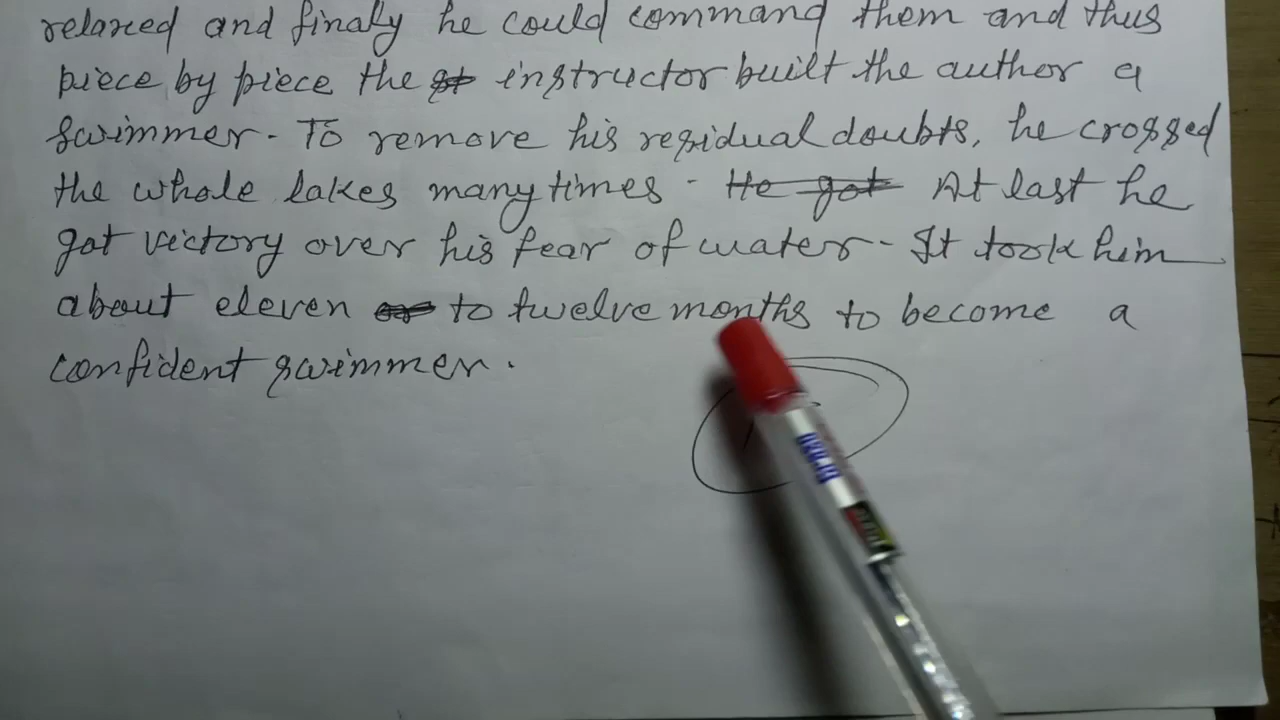 relaxed and finaly he could command them and thus
piece by piece the instructor built the author a
swimmer. To remove his residual doubts, he crossed
the whole lakes many times. He got At last he
got victory over his fear of water. It took him
about eleven to twelve months to become a
confident swimmer.